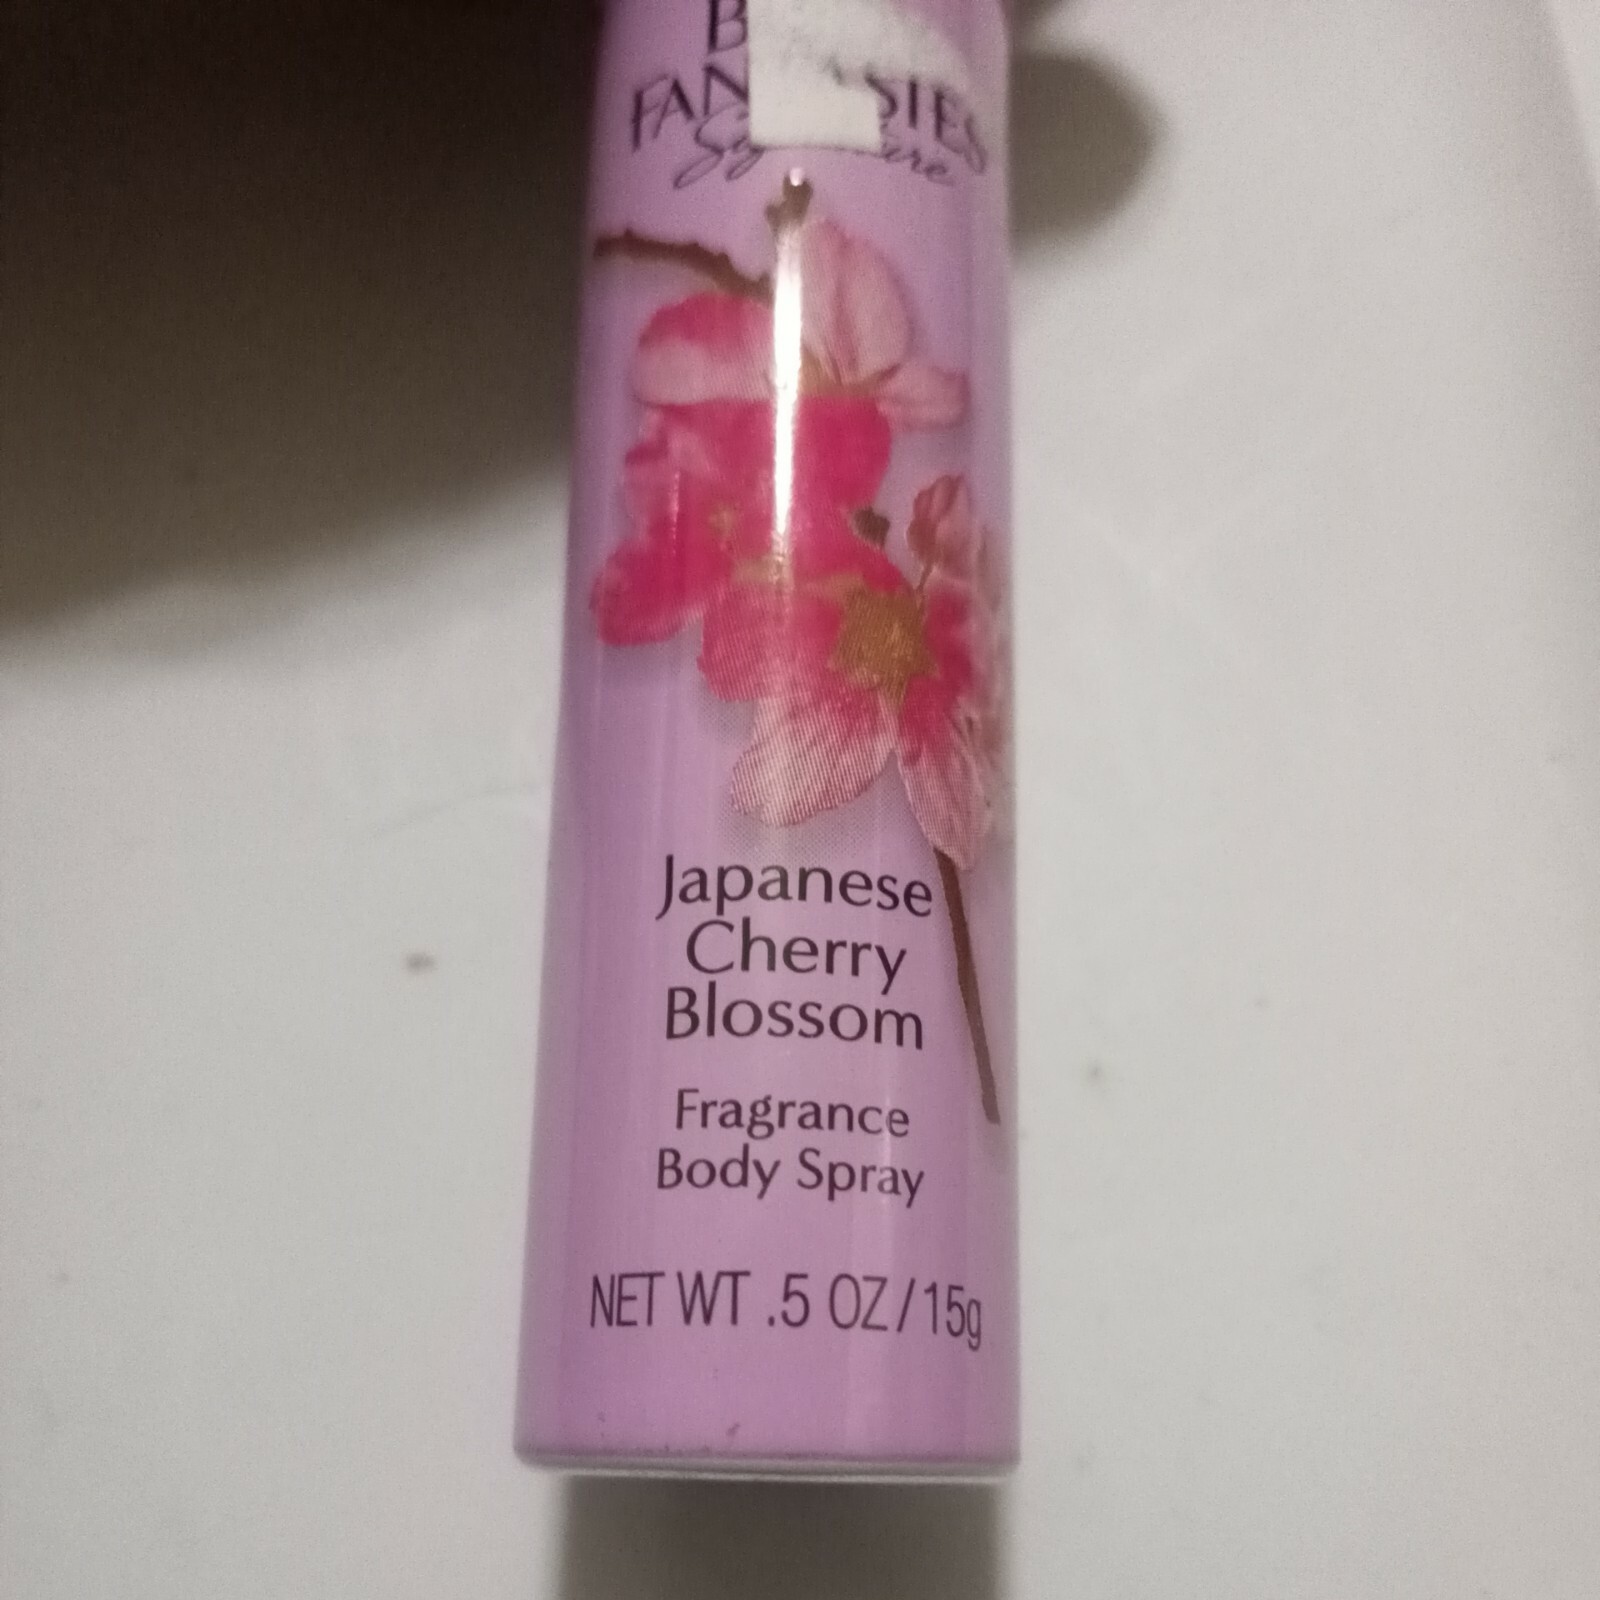 Japanese
Cherry
Blossom
Fragrance
Body Spray
NET WT .5 OZ/15g